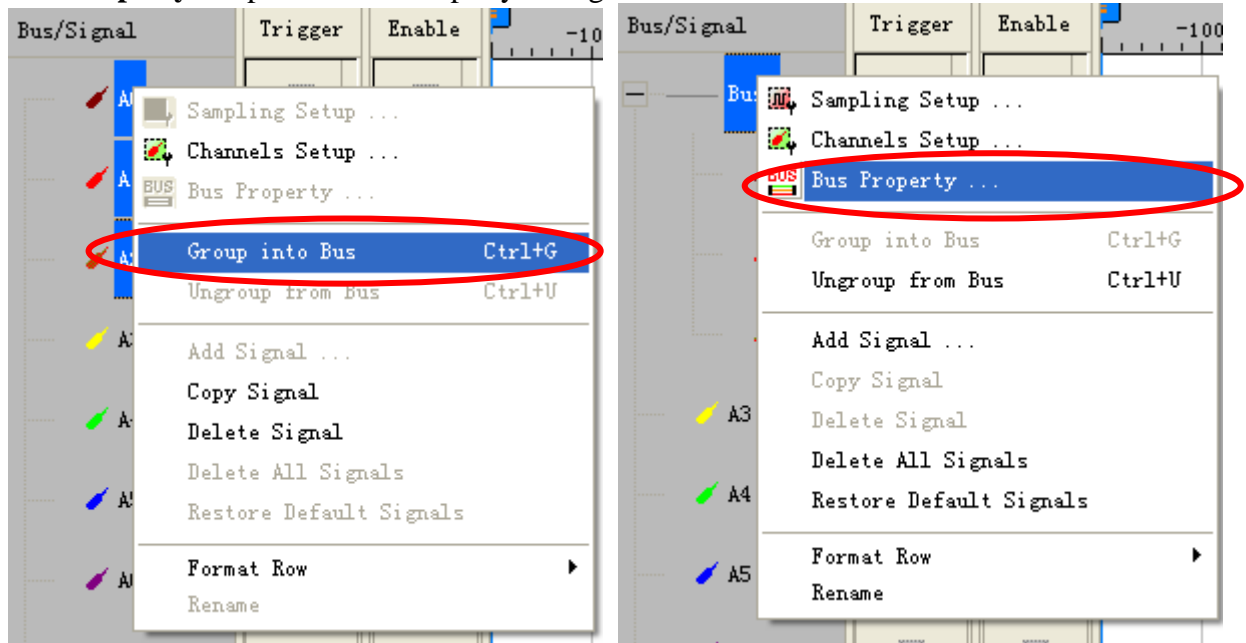 Bus/Signal Trigger Enable -10
Sampling Setup ...
Channels Setup ...
BUS Bus Property ...
Group into Bus Ctrl+G
Ungroup from Bus Ctrl+U
Add Signal ...
Copy Signal
Delete Signal
Delete All Signals
Restore Default Signals
Format Row
Rename
Bus/Signal Trigger Enable -100
Bus
Sampling Setup ...
Channels Setup ...
BUS Bus Property ...
Group into Bus Ctrl+G
Ungroup from Bus Ctrl+U
Add Signal ...
Copy Signal
A3 Delete Signal
Delete All Signals
A4 Restore Default Signals
Format Row
A5
Rename